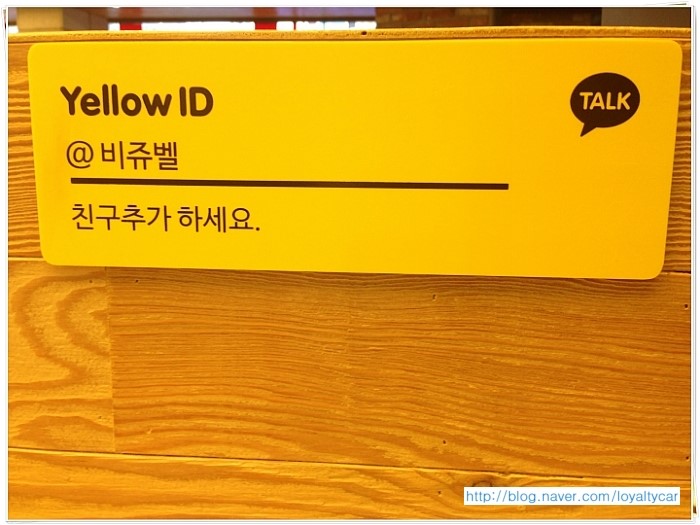 Yellow ID
TALK
@ 비쥬벨
친구추가 하세요.
http://blog.naver.com/loyaltycar